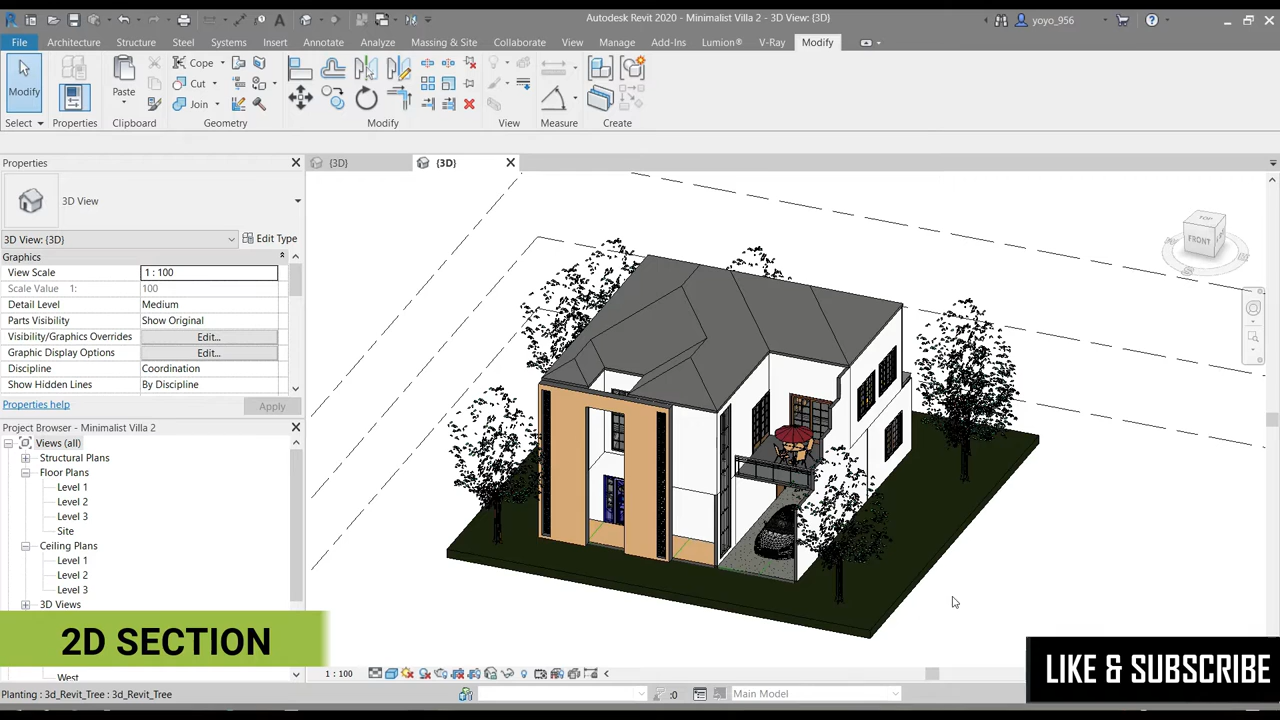 Autodesk Revit 2020 - Minimalist Villa 2 - 3D View: {3D}
yoyo_956
File Architecture Structure Steel Systems Insert Annotate Analyze Massing & Site Collaborate View Manage Add-Ins Lumion® V-Ray Modify
Modify
Paste
Cope
Cut
Join
Select Properties Clipboard Geometry Modify View Measure Create
Properties
{3D}
{3D}
3D View
3D View: {3D}
Edit Type
Graphics
View Scale 1 : 100
Scale Value 1: 100
Detail Level Medium
Parts Visibility Show Original
Visibility/Graphics Overrides Edit...
Graphic Display Options Edit...
Discipline Coordination
Show Hidden Lines By Discipline
Properties help
Apply
TOP
FRONT
Project Browser - Minimalist Villa 2
Views (all)
Structural Plans
Floor Plans
Level 1
Level 2
Level 3
Site
Ceiling Plans
Level 1
Level 2
Level 3
3D Views
2D SECTION
LIKE & SUBSCRIBE
West
1 : 100
Planting : 3d_Revit_Tree : 3d_Revit_Tree
:0
Main Model